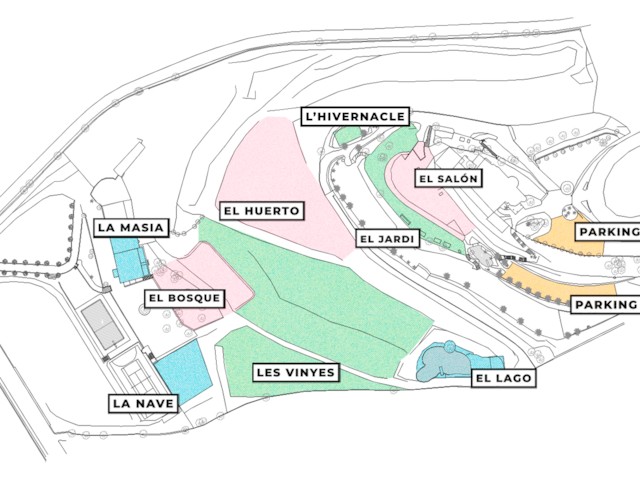 L'HIVERNACLE
EL SALÓN
EL HUERTO
LA MASIA
EL JARDI
PARKING
EL BOSQUE
PARKING
LES VINYES
EL LAGO
LA NAVE